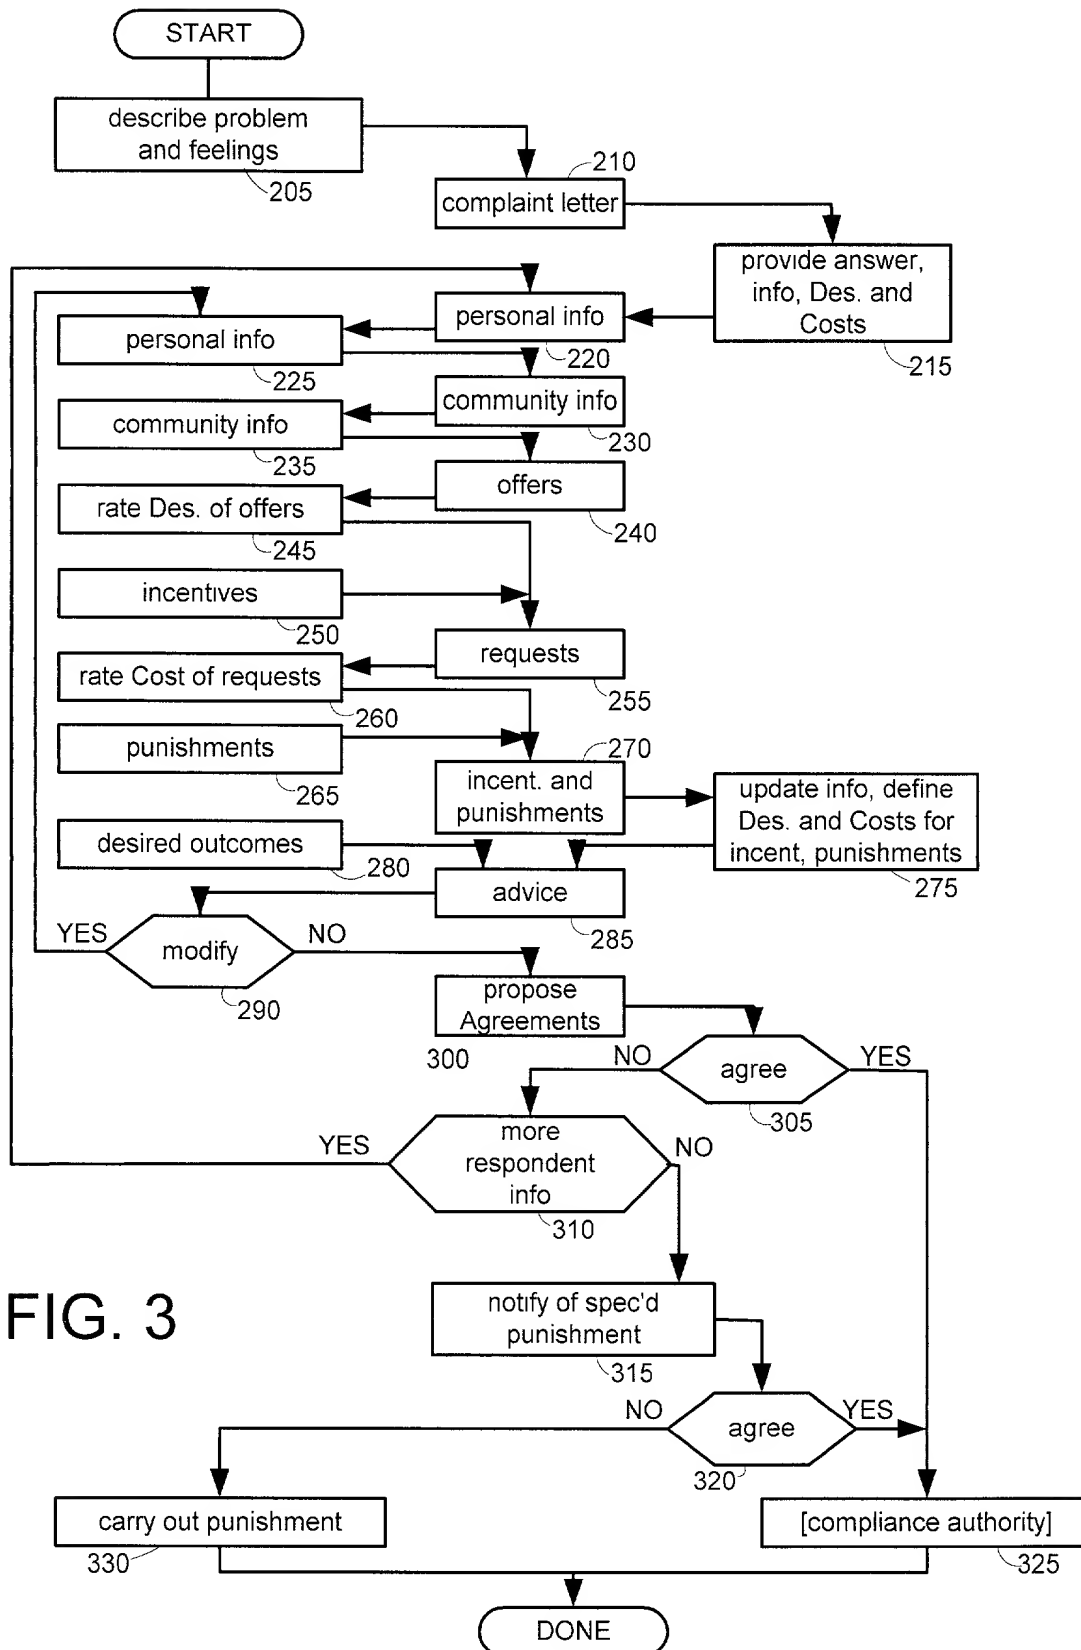 START
describe problem
and feelings
205
210
complaint letter
provide answer,
info, Des. and
Costs
215
personal info
220
personal info
225
community info
230
community info
235
offers
240
rate Des. of offers
245
incentives
250
requests
255
rate Cost of requests
260
punishments
265
270
incent. and
punishments
update info, define
Des. and Costs for
incent, punishments
275
desired outcomes
280
advice
285
YES
modify
NO
290
propose
Agreements
300
NO
agree
YES
305
YES
more
respondent
info
NO
310
FIG. 3
notify of spec'd
punishment
315
NO
agree
YES
320
carry out punishment
330
[compliance authority]
325
DONE